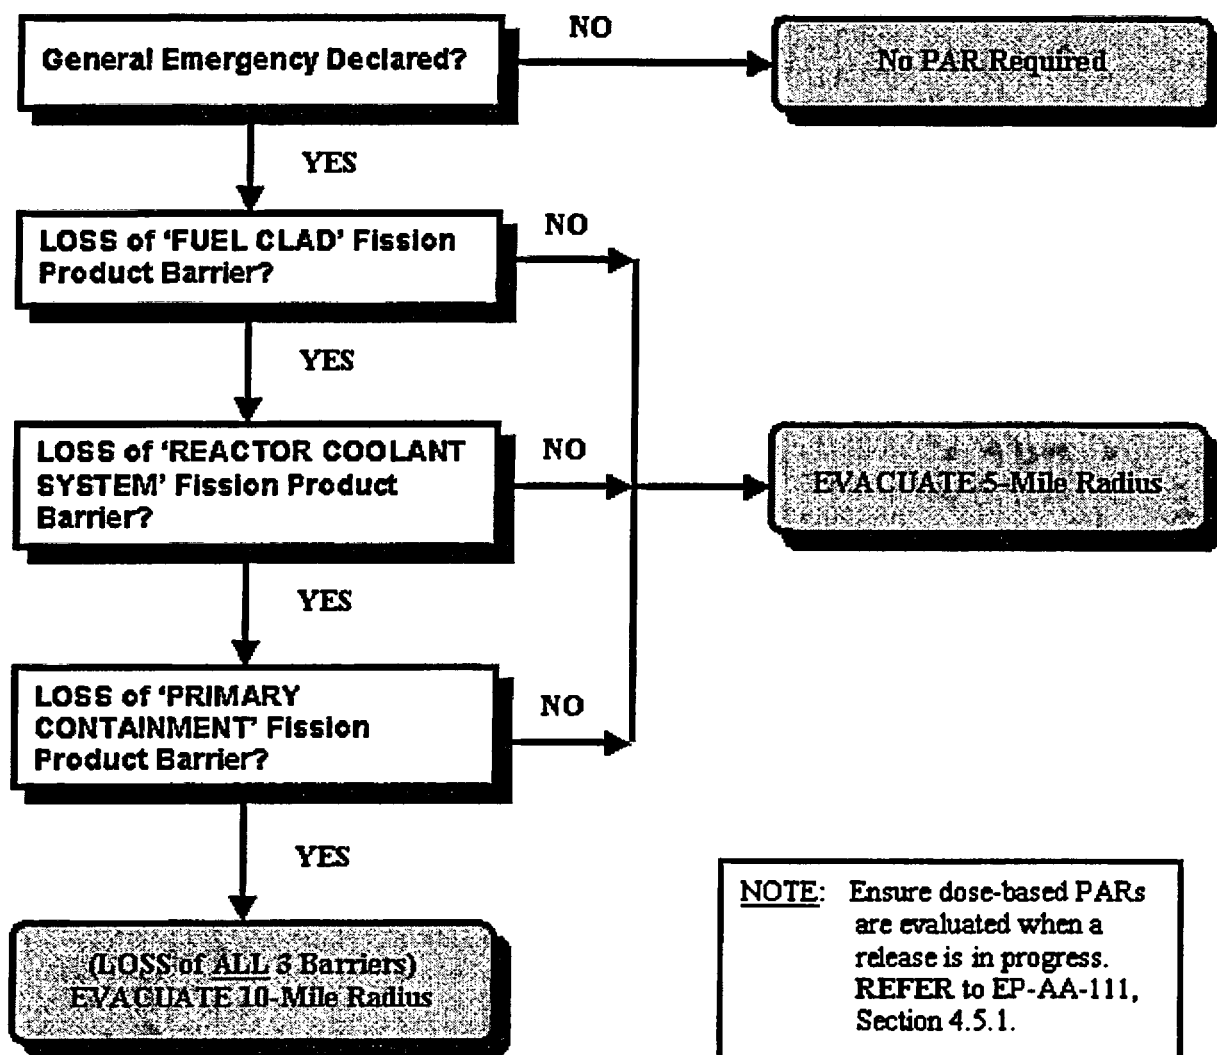 General Emergency Declared?
NO
No PAR Required
YES
LOSS of ‘FUEL CLAD’ Fission
Product Barrier?
NO
YES
LOSS of ‘REACTOR COOLANT
SYSTEM’ Fission Product
Barrier?
NO
EVACUATE 5-Mile Radius
YES
LOSS of ‘PRIMARY
CONTAINMENT’ Fission
Product Barrier?
NO
YES
(LOSS of ALL 3 Barriers)
EVACUATE 10-Mile Radius
NOTE: Ensure dose-based PARs
are evaluated when a
release is in progress.
REFER to EP-AA-111,
Section 4.5.1.